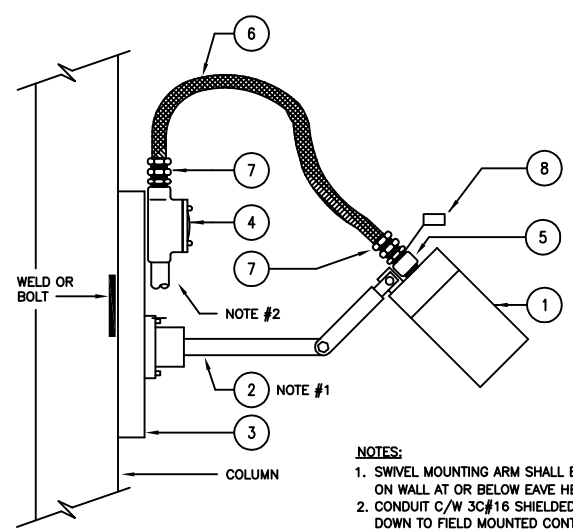 6
7
8
4
5
7
WELD OR
BOLT
NOTE #2
1
2 NOTE #1
3
COLUMN
NOTES:
1. SWIVEL MOUNTING ARM SHALL
ON WALL AT OR BELOW EAVE
2. CONDUIT C/W 3C#16 SHIELDED
DOWN TO FIELD MOUNTED